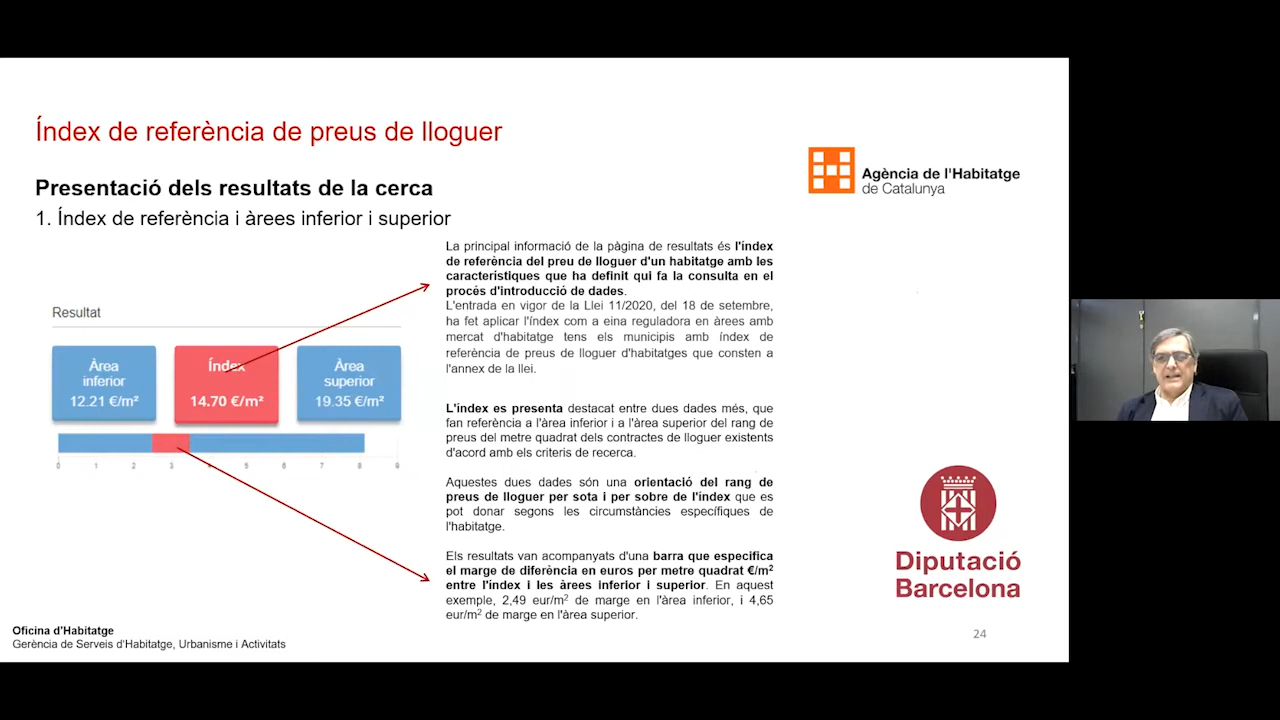 Índex de referència de preus de lloguer
Presentació dels resultats de la cerca
1. Índex de referència i àrees inferior i superior
Agència de l'Habitatge
de Catalunya
Resultat
Àrea
inferior
12.21 €/m²
Índex
14.70 €/m²
Àrea
superior
19.35 €/m²
0 1 2 3 4 5 6 7 8 9
La principal informació de la pàgina de resultats és l'índex
de referència del preu de lloguer d'un habitatge amb les
característiques que ha definit qui fa la consulta en el
procés d'introducció de dades.
L'entrada en vigor de la Llei 11/2020, del 18 de setembre,
ha fet aplicar l'índex com a eina reguladora en àrees amb
mercat d'habitatge tens els municipis amb índex de
referència de preus de lloguer d'habitatges que consten a
l'annex de la llei.
L'índex es presenta destacat entre dues dades més, que
fan referència a l'àrea inferior i a l'àrea superior del rang de
preus del metre quadrat dels contractes de lloguer existents
d'acord amb els criteris de recerca.
Aquestes dues dades són una orientació del rang de
preus de lloguer per sota i per sobre de l'índex que es
pot donar segons les circumstàncies específiques de
l'habitatge.
Els resultats van acompanyats d'una barra que especifica
el marge de diferència en euros per metre quadrat €/m²
entre l'índex i les àrees inferior i superior. En aquest
exemple, 2,49 eur/m² de marge en l'àrea inferior, i 4,65
eur/m² de marge en l'àrea superior.
Diputació
Barcelona
Oficina d'Habitatge
Gerència de Serveis d'Habitatge, Urbanisme i Activitats
24